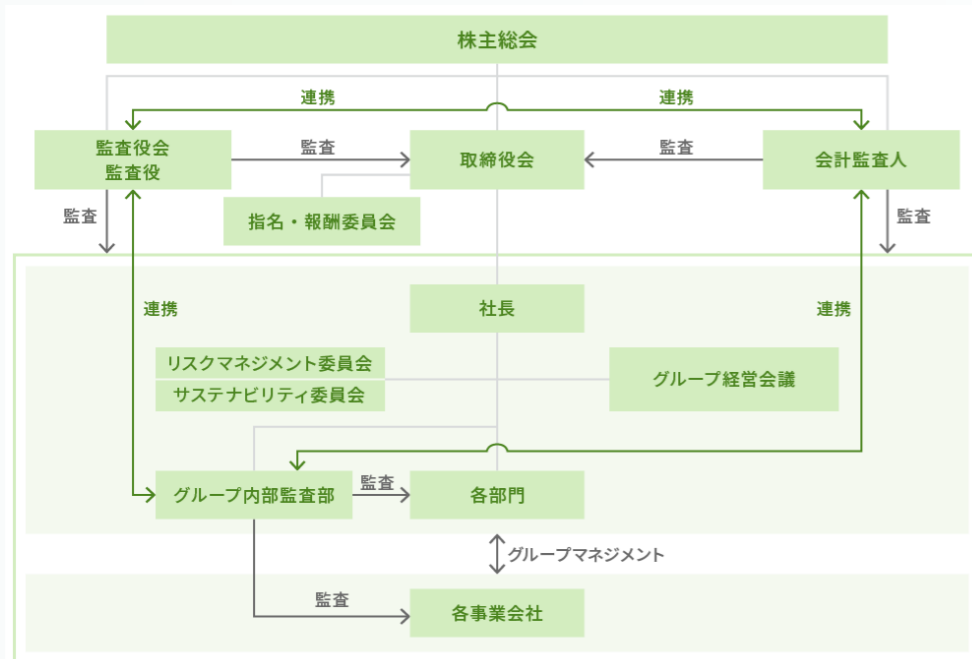 株主総会
連携
連携
監査役会
監査役
監査
取締役会
監査
会計監査人
監査
指名・報酬委員会
監査
社長
連携
連携
リスクマネジメント委員会
サステナビリティ委員会
グループ経営会議
グループ内部監査部
監査
各部門
グループマネジメント
監査
各事業会社